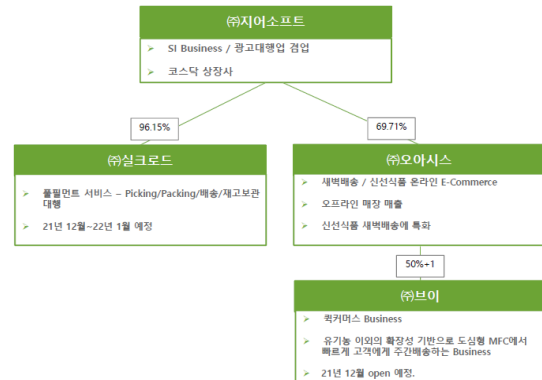 ㈜지어소프트
➢ SI Business / 광고대행업 겸업
➢ 코스닥 상장사
96.15%
69.71%
㈜실크로드
➢ 풀필먼트 서비스 – Picking/Packing/배송/재고보관
대행
➢ 21년 12월~22년 1월 예정
㈜오아시스
➢ 새벽배송 / 신선식품 온라인 E-Commerce
➢ 오프라인 매장 매출
➢ 신선식품 새벽배송에 특화
50%+1
㈜브이
➢ 퀵커머스 Business
➢ 유기농 이외의 확장성 기반으로 도심형 MFC에서
빠르게 고객에게 주간배송하는 Business
➢ 21년 12월 open 예정.